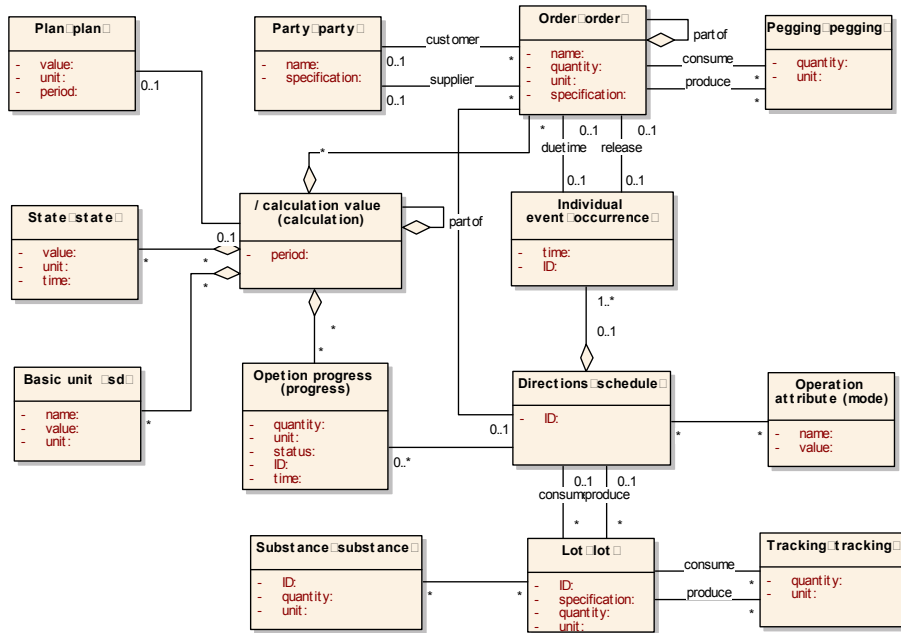 Plan□plan□
- value:
- unit:
- period:
0..1
Party□party□
- name:
- specification:
customer
0..1
*
supplier
0..1
*
Order□order□
- name:
- quantity:
- unit:
- specification:
part of
consume
*
produce
*
Pegging□pegging□
- quantity:
- unit:
*
0..1
duetime
0..1
0..1
release
0..1
*
/ calculation value
(calculation)
- period:
part of
0..1
*
*
State□state□
- value:
- unit:
- time:
*
Individual
event□occurrence□
- time:
- ID:
1..*
0..1
*
*
Basic unit □sd□
- name:
- value:
- unit:
*
Opetion progress
(progress)
- quantity:
- unit:
- status:
- ID:
- time:
0..1
0..*
Directions□schedule□
- ID:
*
*
Operation
attribute (mode)
- name:
- value:
0..1
0..1
consume
produce
*
*
Substance□substance□
- ID:
- quantity:
- unit:
*
*
Lot□lot□
- ID:
- specification:
- quantity:
- unit:
consume
*
produce
*
Tracking□tracking□
- quantity:
- unit: